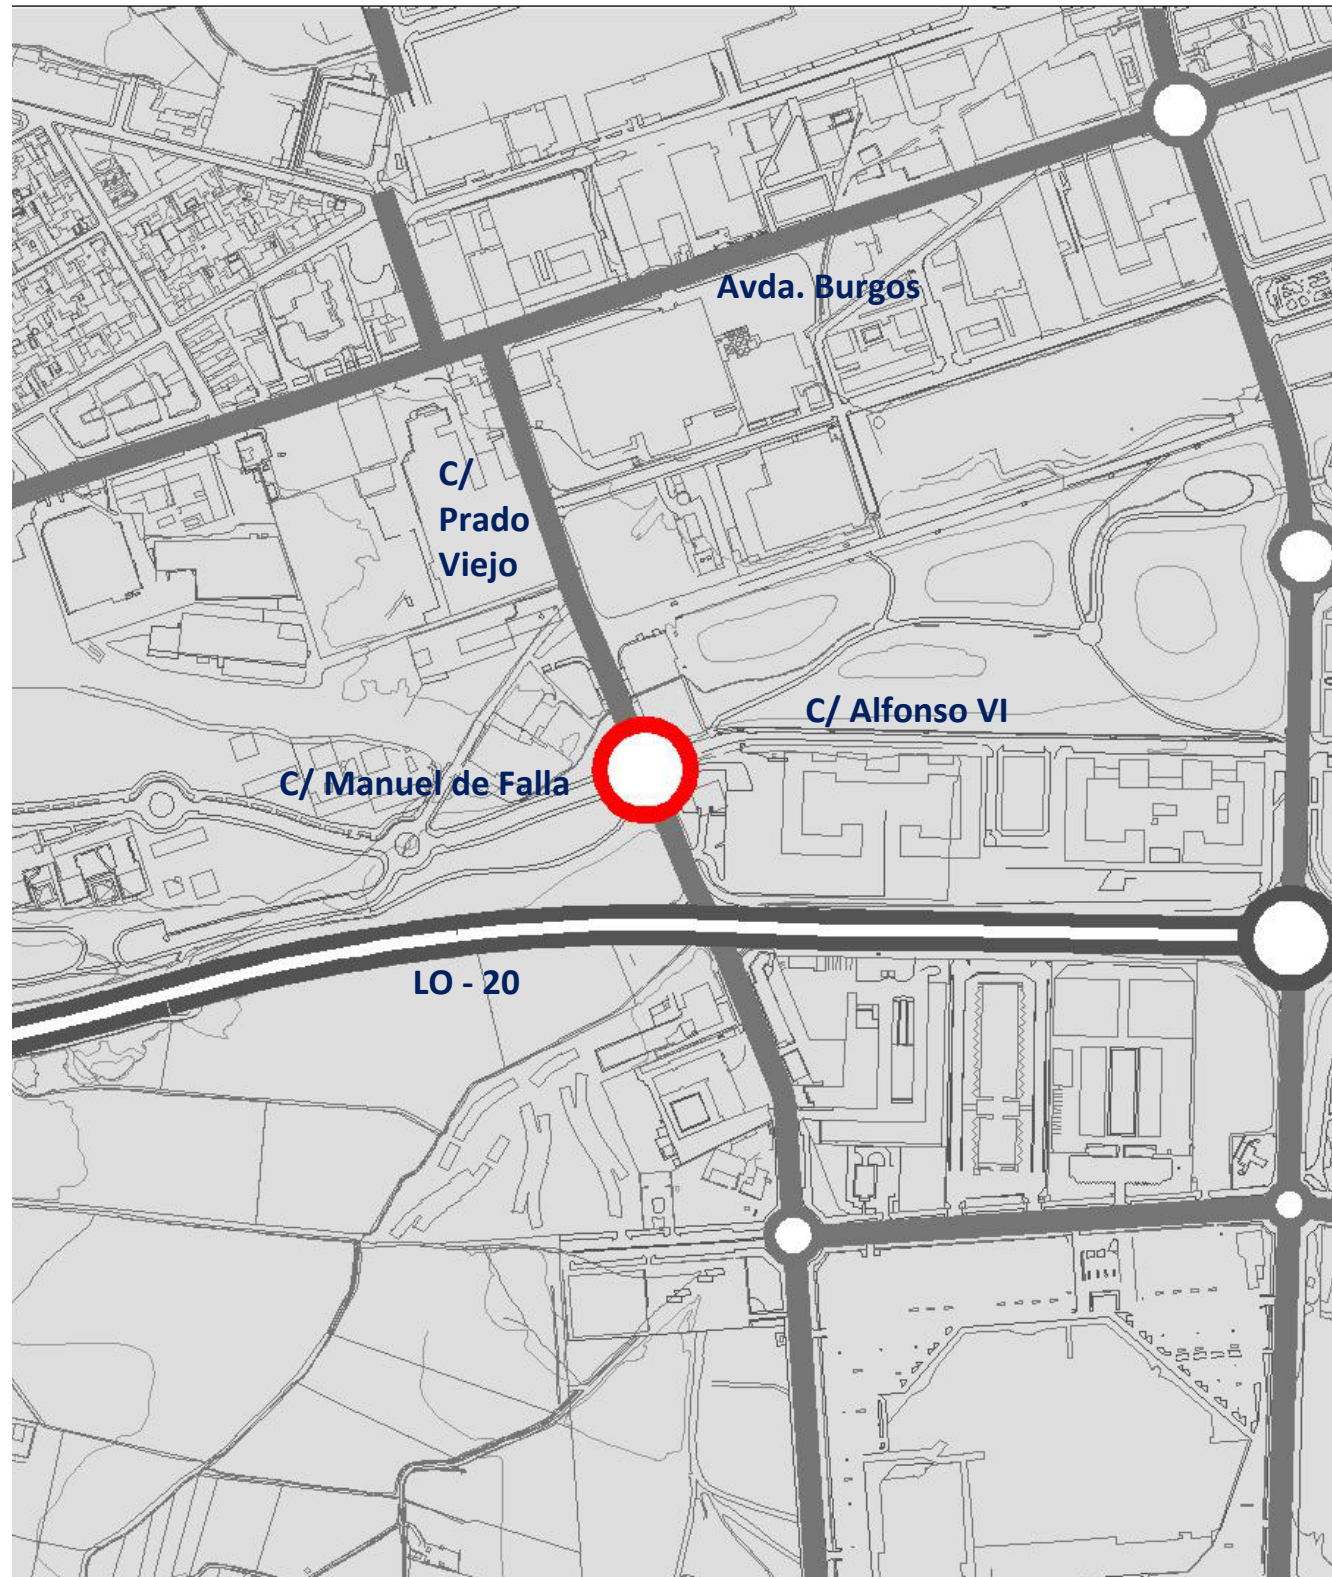 Avda. Burgos
C/
Prado
Viejo
C/ Alfonso VI
C/ Manuel de Falla
LO - 20